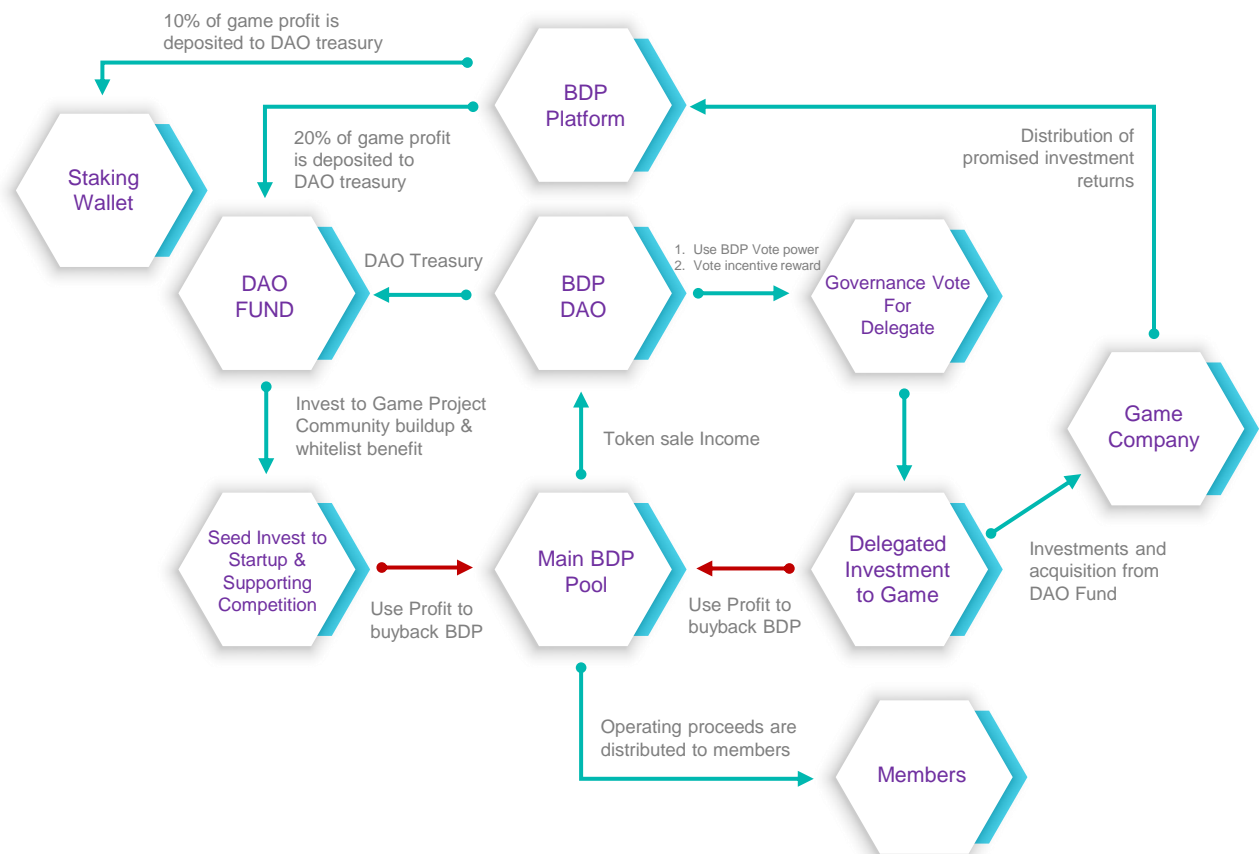 10% of game profit is
deposited to DAO treasury
BDP
Platform
20% of game profit
is deposited to
DAO treasury
Distribution of
promised investment
returns
Staking
Wallet
DAO
FUND
DAO Treasury
BDP
DAO
1. Use BDP Vote power
2. Vote incentive reward
Governance Vote
For
Delegate
Invest to Game Project
Community buildup &
whitelist benefit
Token sale Income
Game
Company
Seed Invest to
Startup &
Supporting
Competition
Use Profit to
buyback BDP
Main BDP
Pool
Use Profit to
buyback BDP
Delegated
Investment
to Game
Investments and
acquisition from
DAO Fund
Operating proceeds are
distributed to members
Members